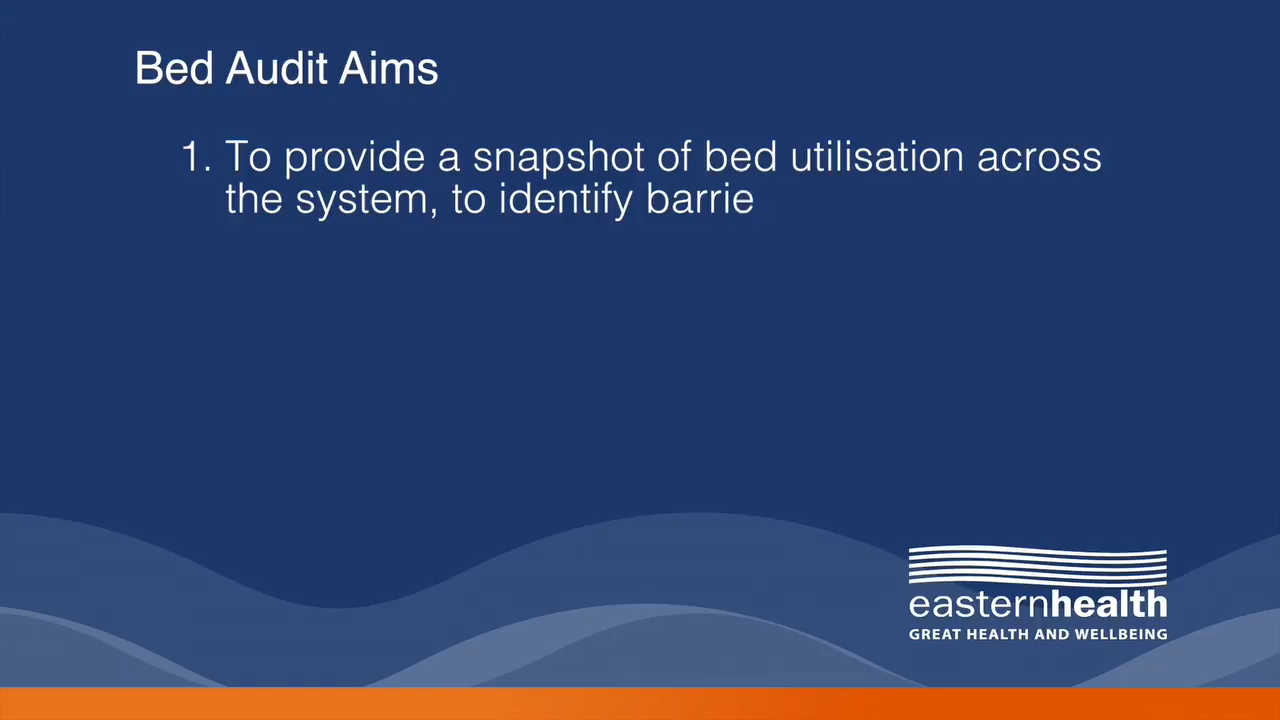 Bed Audit Aims
1. To provide a snapshot of bed utilisation across
the system, to identify barrie
easternhealth
GREAT HEALTH AND WELLBEING